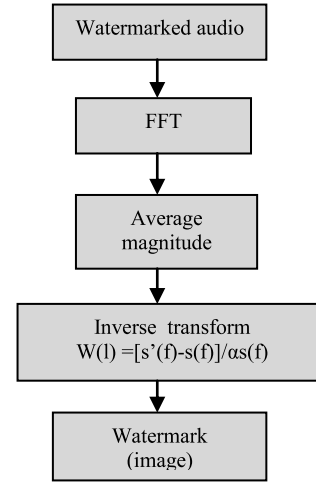 Watermarked audio
FFT
Average
magnitude
Inverse transform
W(l) =[s’(f)-s(f)]/αs(f)
Watermark
(image)